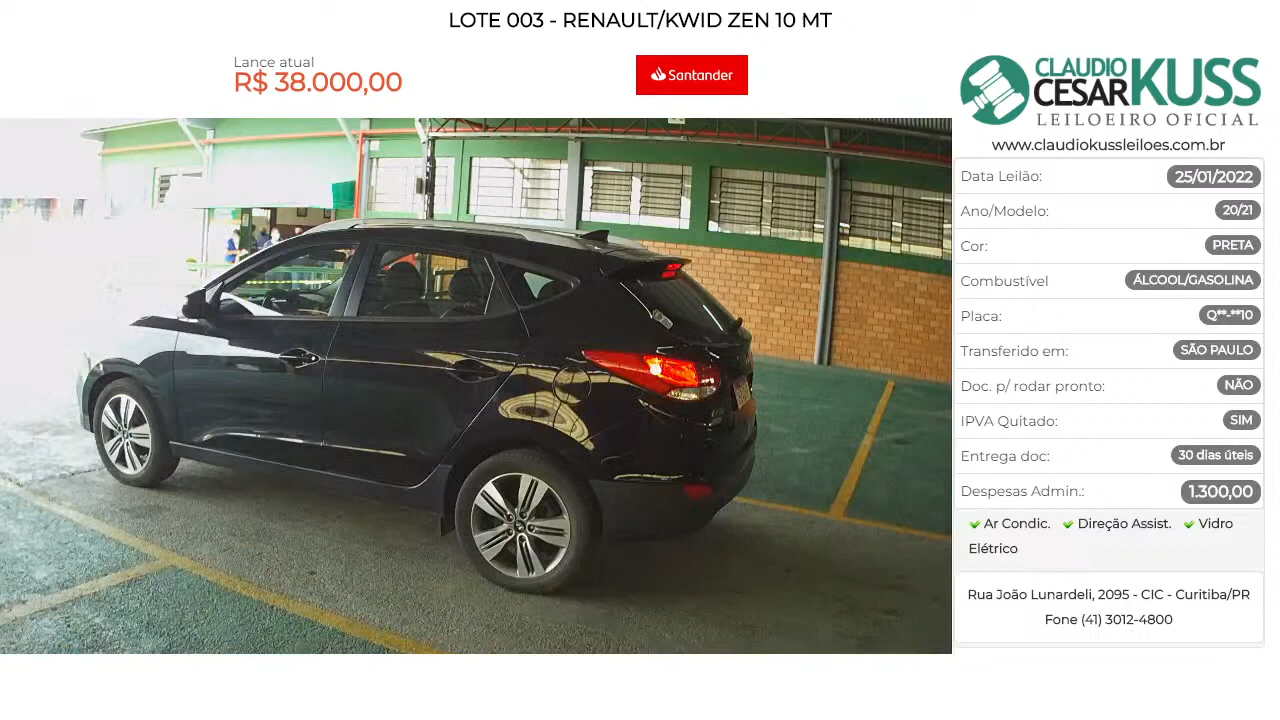 LOTE 003 - RENAULT/KWID ZEN 10 MT
Lance atual
R$ 38.000,00
Santander
CLAUDIO
CESAR KUSS
LEILOEIRO OFICIAL
www.claudiokussleiloes.com.br
Data Leilão: 25/01/2022
Ano/Modelo: 20/21
Cor: PRETA
Combustível ÁLCOOL/GASOLINA
Placa: Q**-**10
Transferido em: SÃO PAULO
Doc. p/ rodar pronto: NÃO
IPVA Quitado: SIM
Entrega doc: 30 dias úteis
Despesas Admin.: 1.300,00
Ar Condic. Direção Assist. Vidro
Elétrico
Rua João Lunardeli, 2095 - CIC - Curitiba/PR
Fone (41) 3012-4800